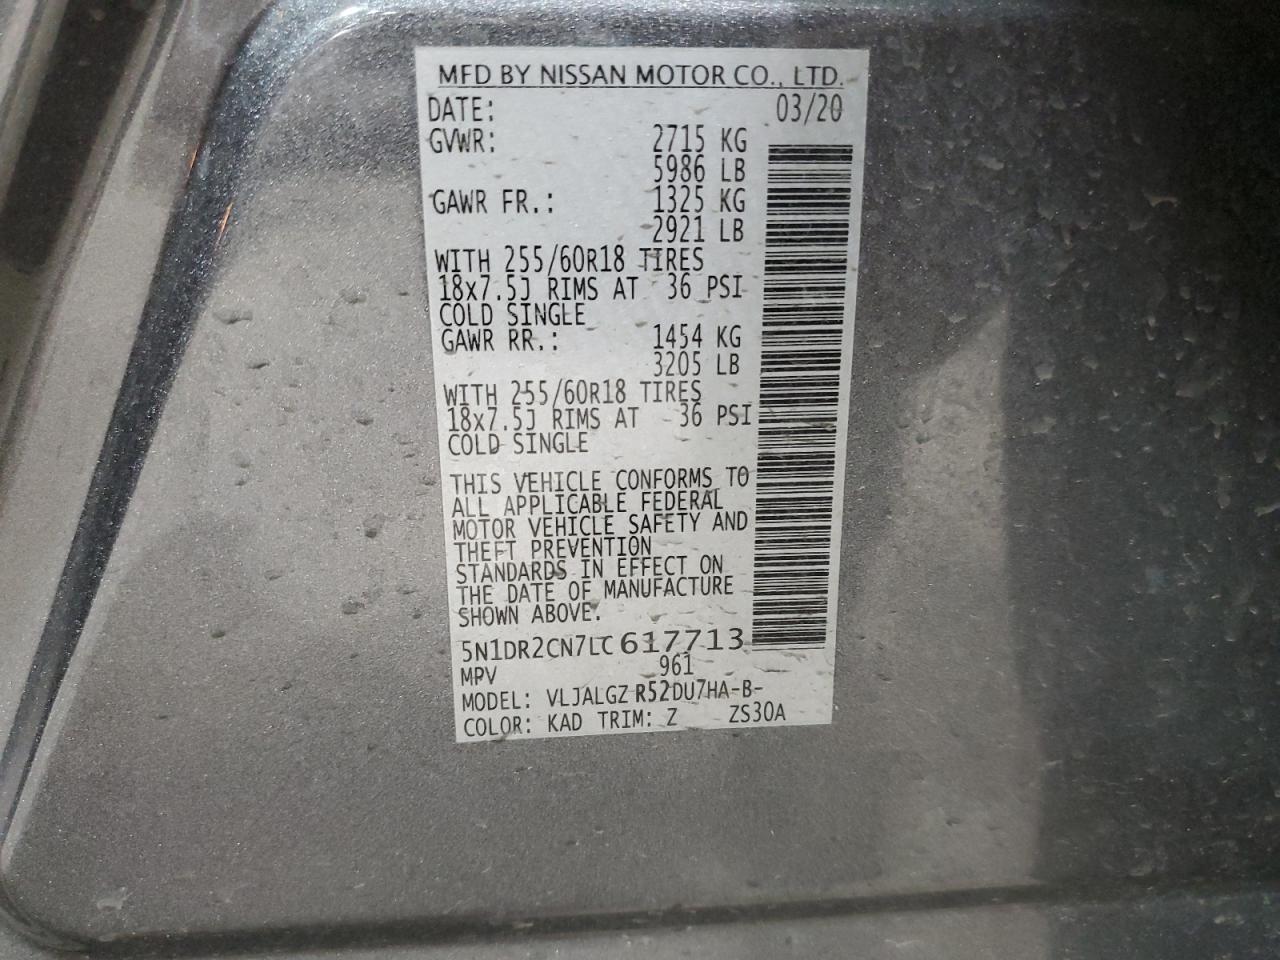 MFD BY NISSAN MOTOR CO., LTD.
DATE: 03/20
GVWR: 2715 KG
5986 LB
GAWR FR.: 1325 KG
2921 LB
WITH 255/60R18 TIRES
18x7.5J RIMS AT 36 PSI
COLD SINGLE
GAWR RR.: 1454 KG
3205 LB
WITH 255/60R18 TIRES
18x7.5J RIMS AT 36 PSI
COLD SINGLE
THIS VEHICLE CONFORMS TO
ALL APPLICABLE FEDERAL
MOTOR VEHICLE SAFETY AND
THEFT PREVENTION
STANDARDS IN EFFECT ON
THE DATE OF MANUFACTURE
SHOWN ABOVE.
5N1DR2CN7LC617713
MPV 961
MODEL: VLJALGZ R52DU7HA-B-
COLOR: KAD TRIM: Z ZS30A